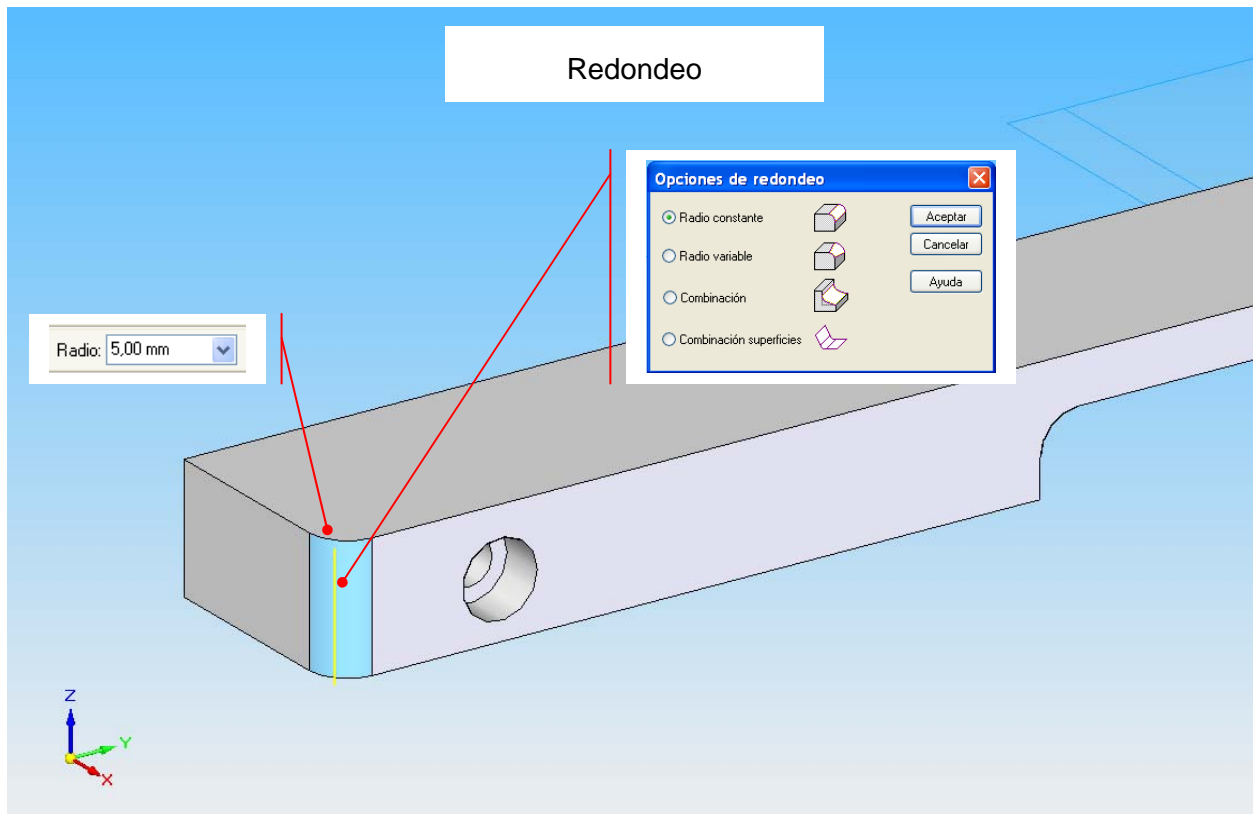 Redondeo
Opciones de redondeo
Radio constante
Aceptar
Radio variable
Cancelar
Combinación
Ayuda
Combinación superficies
Radio: 5,00 mm
Z
Y
X